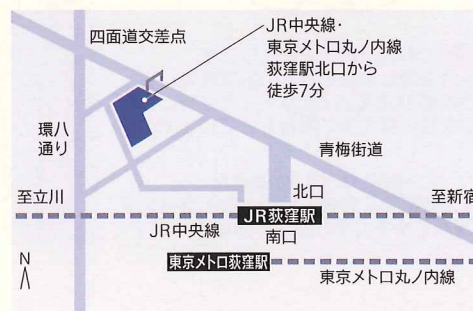 四面道交差点
JR中央線・
東京メトロ丸ノ内線
荻窪駅北口から
徒歩7分
環八
通り
青梅街道
至立川
北口
至新宿
JR荻窪駅
JR中央線
南口
N
東京メトロ荻窪駅
東京メトロ丸ノ内線